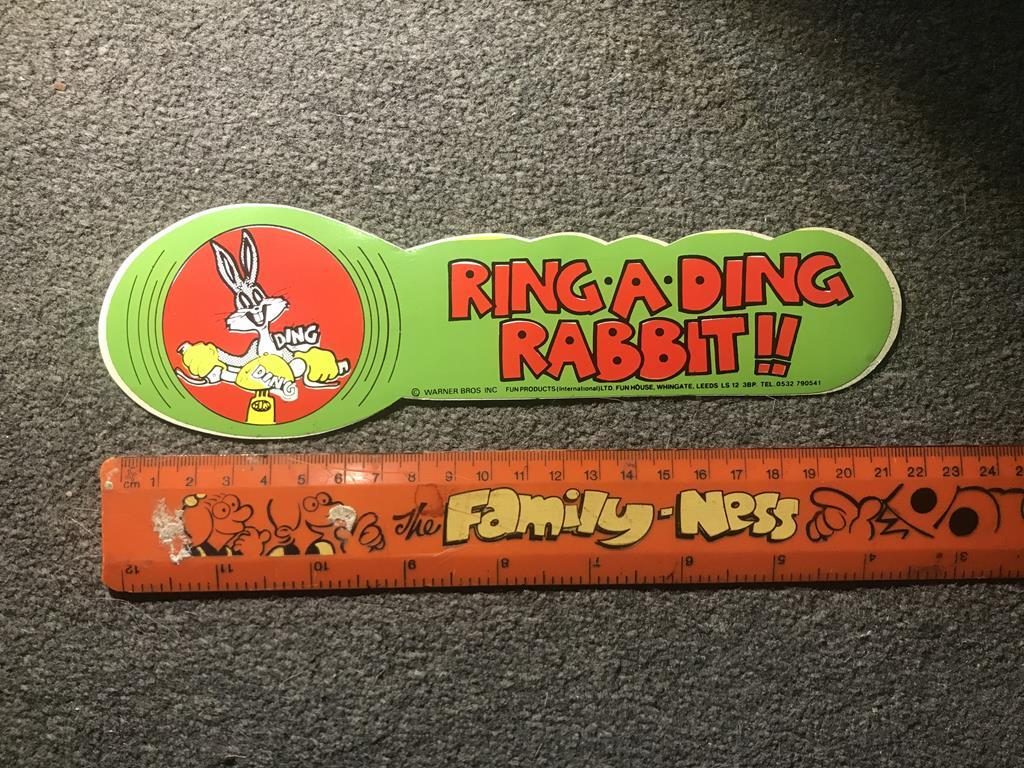 RING·A·DING
RABBIT!!
DING
DING
© WARNER BROS INC FUN PRODUCTS (International) LTD. FUN HOUSE, WHINGATE, LEEDS LS 12 3BP. TEL. 0532 790541
cm 1 2 3 4 5 6 7 8 9 10 11 12 13 14 15 16 17 18 19 20 21 22 23 24
The Family-Ness
12 11 10 9 8 7 6 5 4 3